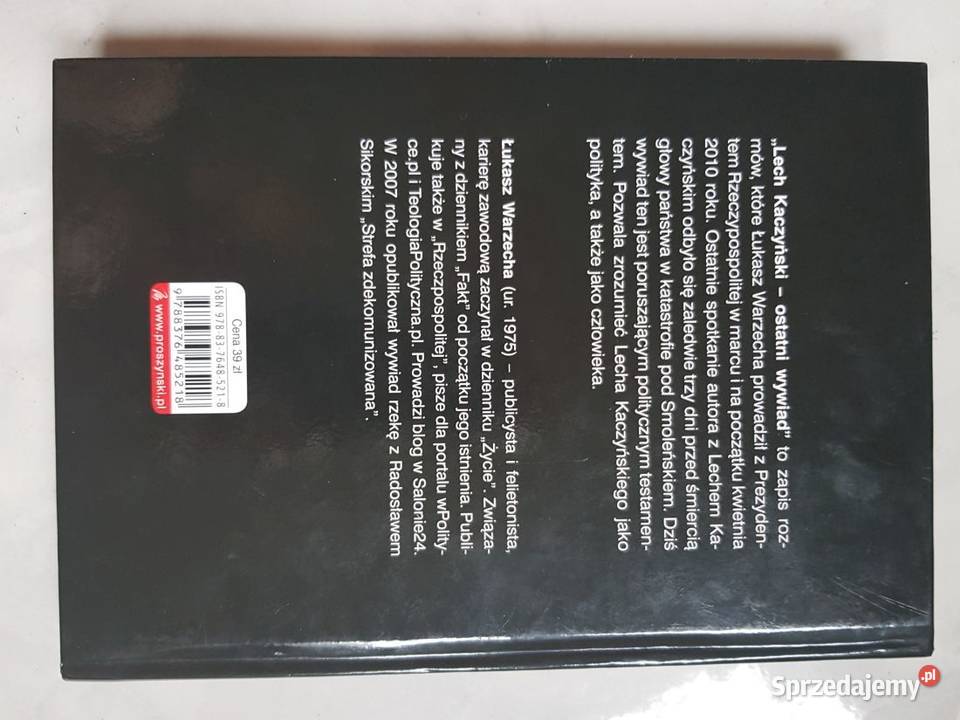 „Lech Kaczyński – ostatni wywiad” to zapis roz-
mów, które Łukasz Warzecha prowadził z Prezyden-
tem Rzeczypospolitej w marcu i na początku kwietnia
2010 roku. Ostatnie spotkanie autora z Lechem Ka-
czyńskim odbyło się zaledwie trzy dni przed śmiercią
głowy państwa w katastrofie pod Smoleńskiem. Dziś
wywiad ten jest poruszającym politycznym testamen-
tem. Pozwala zrozumieć Lecha Kaczyńskiego jako
polityka, a także jako człowieka.
Łukasz Warzecha (ur. 1975) – publicysta i felietonista,
karierę zawodową zaczynał w dzienniku „Życie”. Związa-
ny z dziennikiem „Fakt” od początku jego istnienia. Publi-
kuje także w „Rzeczpospolitej”, pisze dla portalu wPolity-
ce.pl i TeologiaPolityczna.pl. Prowadzi blog w Salonie24.
W 2007 roku opublikował wywiad rzekę z Radosławem
Sikorskim „Strefa zdekomunizowana”.
Cena 39 zł
ISBN 978-83-7648-521-8
9 788376 485218
www.proszynski.pl
Sprzedajemy.pl